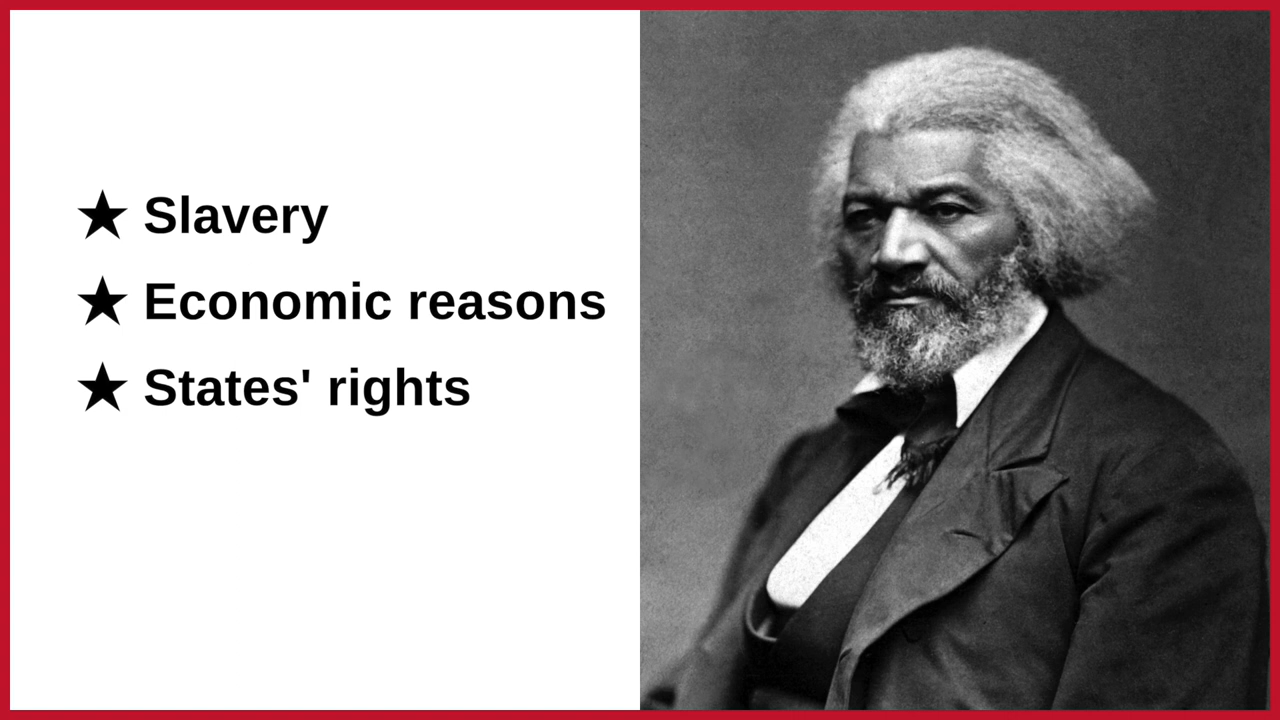 ★ Slavery
★ Economic reasons
★ States' rights